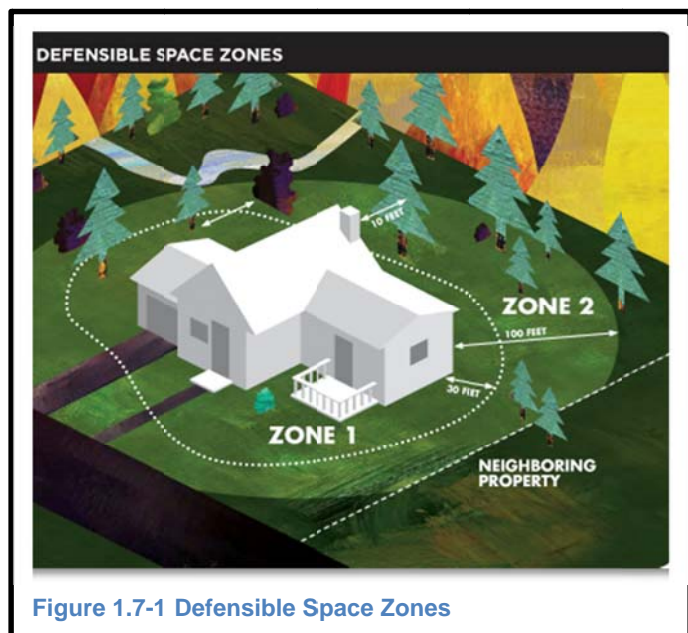 DEFENSIBLE SPACE ZONES
10 FEET
ZONE 2
100 FEET
30 FEET
ZONE 1
NEIGHBORING
PROPERTY
Figure 1.7-1 Defensible Space Zones